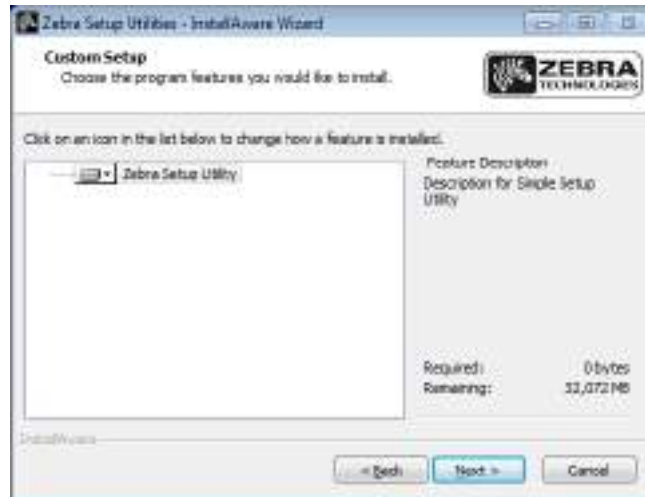 Zebra Setup Utilities - InstallAware Wizard
Custom Setup
Choose the program features you would like to install.
ZEBRA
TECHNOLOGIES
Click on an icon in the list below to change how a feature is installed.
Zebra Setup Utility
Feature Description
Description for Simple Setup
Utility
Required: 0 bytes
Remaining: 32,072 MB
InstallAware
< Back Next > Cancel